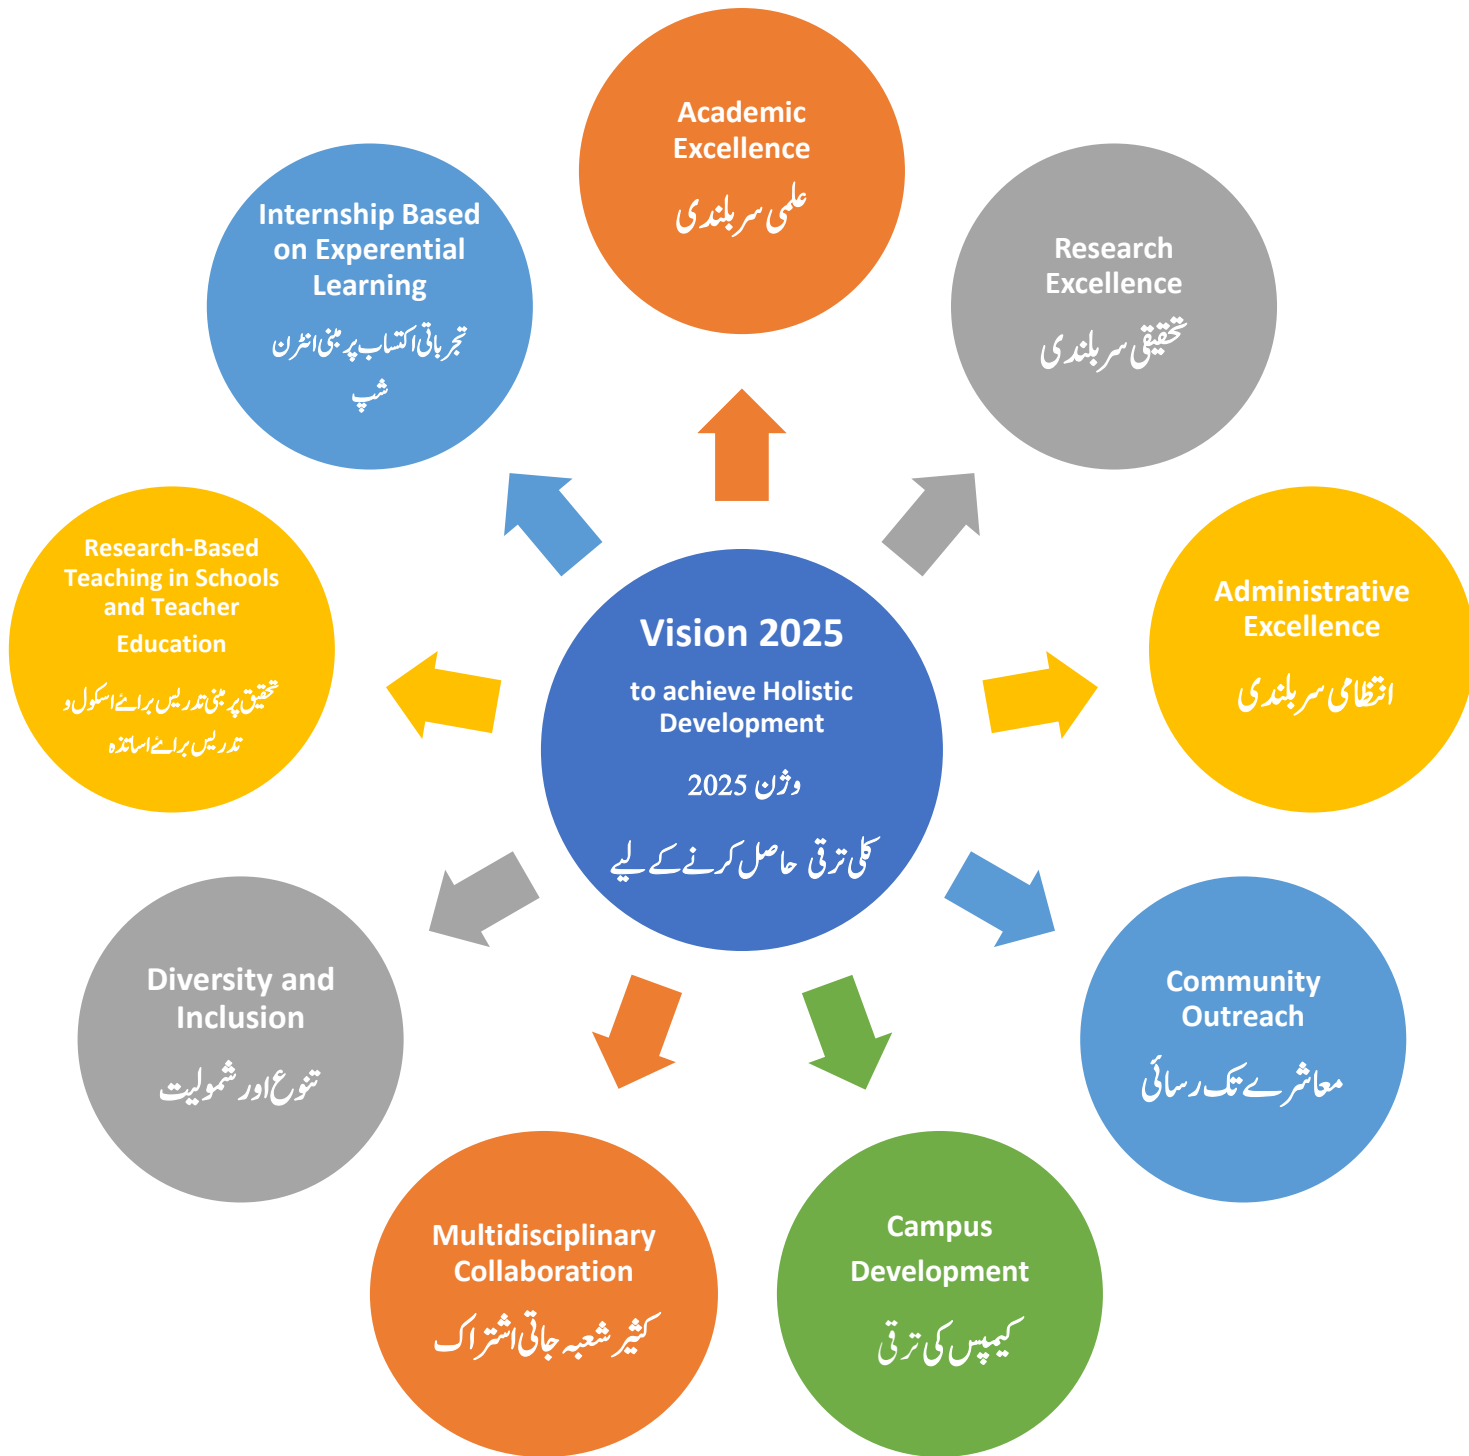 Academic
Excellence
علمی سربلندی
Research
Excellence
تحقیقی سربلندی
Administrative
Excellence
انتظامی سربلندی
Community
Outreach
معاشرے تک رسائی
Campus
Development
کیمپس کی ترقی
Multidisciplinary
Collaboration
کثیر شعبہ جاتی اشتراک
Diversity and
Inclusion
تنوع اور شمولیت
Research-Based
Teaching in Schools
and Teacher
Education
تحقیق پر مبنی تدریس برائے اسکول و
تدریس برائے اساتذہ
Internship Based
on Experential
Learning
تجرباتی اکتساب پر مبنی انٹرن
شپ
Vision 2025
to achieve Holistic
Development
وژن 2025
کلی ترقی حاصل کرنے کے لیے